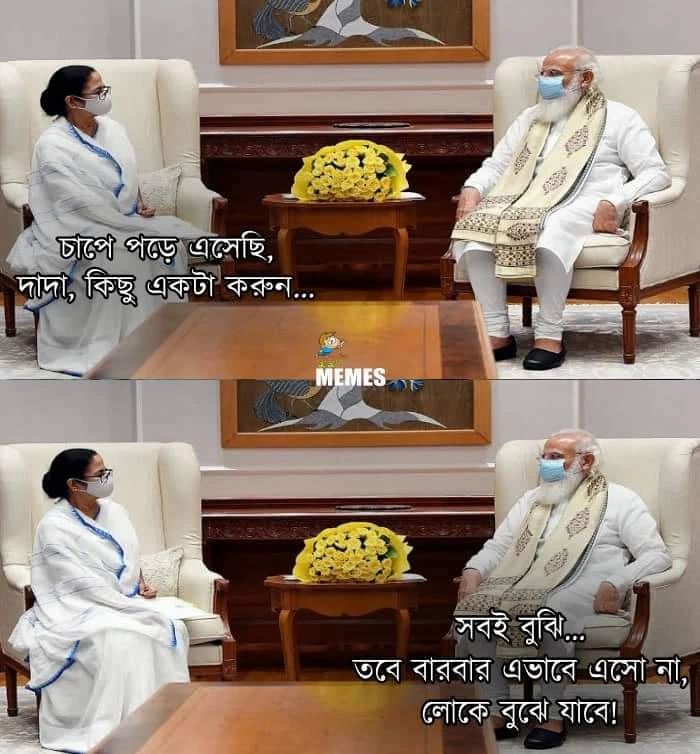 চাপে পড়ে এসেছি,
দাদা, কিছু একটা করুন...
MEMES
সবই বুঝি...
তবে বারবার এভাবে এসো না,
লোকে বুঝে যাবে!